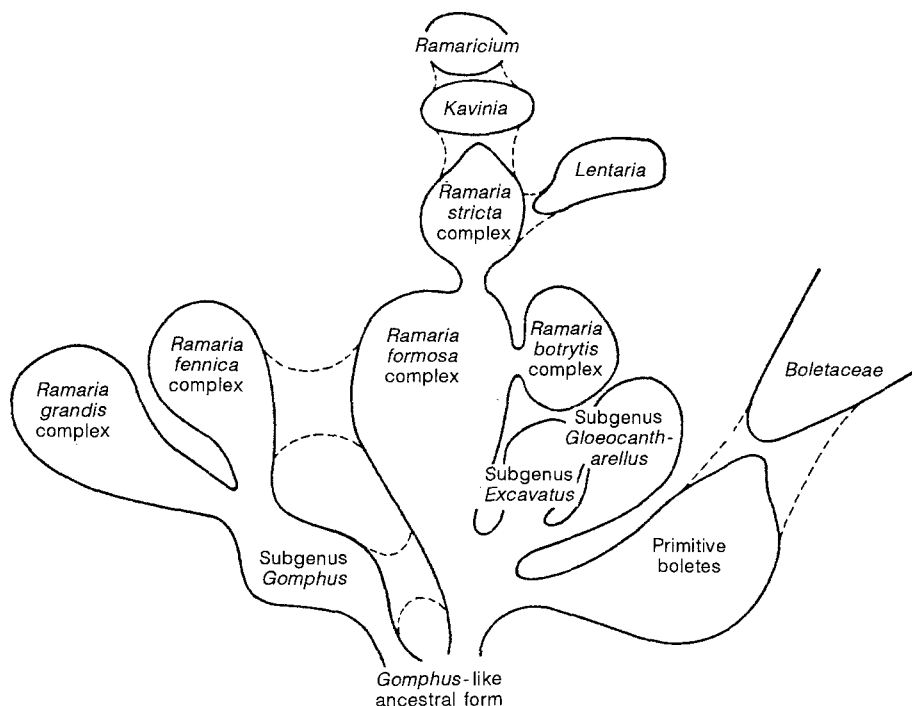 Ramaricium
Kavinia
Lentaria
Ramaria
stricta
complex
Ramaria
fennica
complex
Ramaria
formosa
complex
Ramaria
botrytis
complex
Boletaceae
Ramaria
grandis
complex
Subgenus
Gloeocanth-
arellus
Subgenus
Excavatus
Subgenus
Gomphus
Primitive
boletes
Gomphus-like
ancestral form